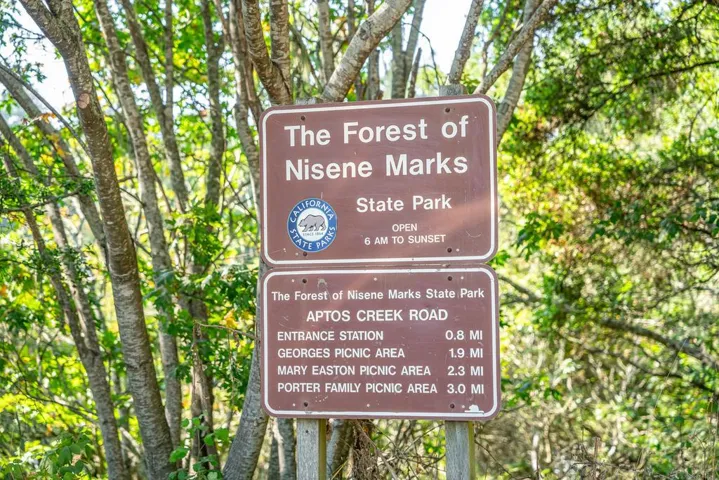 The Forest of
Nisene Marks
State Park
CALIFORNIA
STATE PARKS
SINCE 1864
OPEN
6 AM TO SUNSET
The Forest of Nisene Marks State Park
APTOS CREEK ROAD
ENTRANCE STATION 0.8 MI
GEORGES PICNIC AREA 1.9 MI
MARY EASTON PICNIC AREA 2.3 MI
PORTER FAMILY PICNIC AREA 3.0 MI